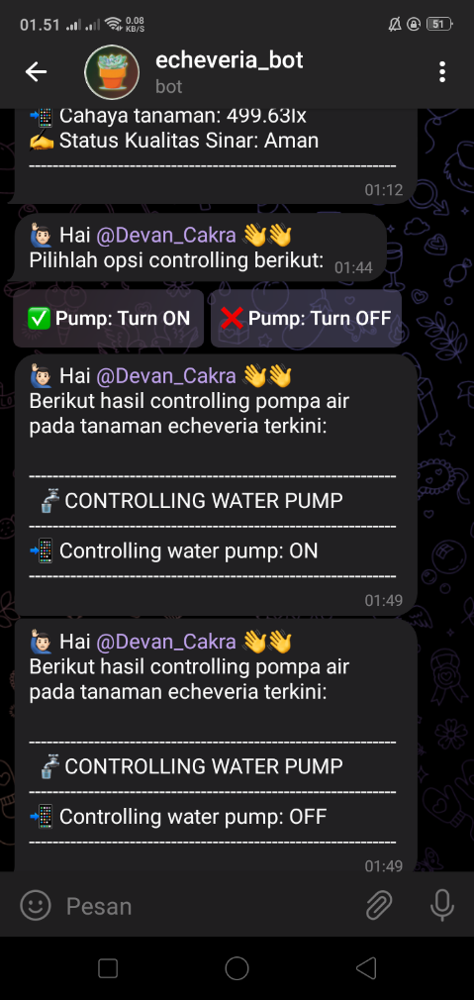 01.51 0.08 KB/S 51
echeveria_bot
bot
Cahaya tanaman: 499.63lx
Status Kualitas Sinar: Aman
--------------------------------------------------------------
01:12
Hai @Devan_Cakra
Pilihlah opsi controlling berikut: 01:44
Pump: Turn ON Pump: Turn OFF
Hai @Devan_Cakra
Berikut hasil controlling pompa air
pada tanaman echeveria terkini:
--------------------------------------------------------------
CONTROLLING WATER PUMP
--------------------------------------------------------------
Controlling water pump: ON
--------------------------------------------------------------
01:49
Hai @Devan_Cakra
Berikut hasil controlling pompa air
pada tanaman echeveria terkini:
--------------------------------------------------------------
CONTROLLING WATER PUMP
--------------------------------------------------------------
Controlling water pump: OFF
--------------------------------------------------------------
01:49
Pesan